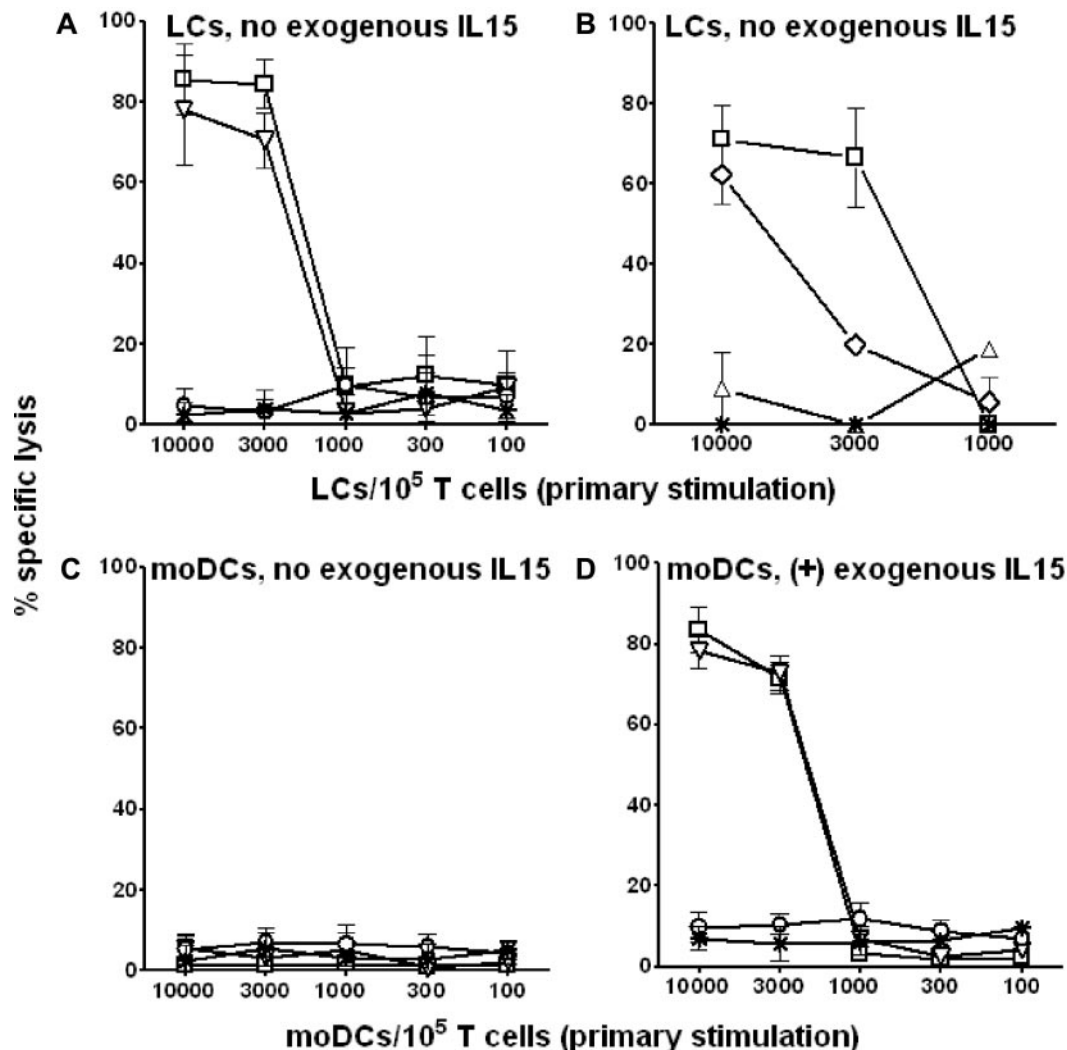 A LCs, no exogenous IL15
100
80
60
40
20
0
10000 3000 1000 300 100
B LCs, no exogenous IL15
100
80
60
40
20
0
10000 3000 1000
LCs/10⁵ T cells (primary stimulation)
% specific lysis
C moDCs, no exogenous IL15
100
80
60
40
20
0
10000 3000 1000 300 100
D moDCs, (+) exogenous IL15
100
80
60
40
20
0
10000 3000 1000 300 100
moDCs/10⁵ T cells (primary stimulation)